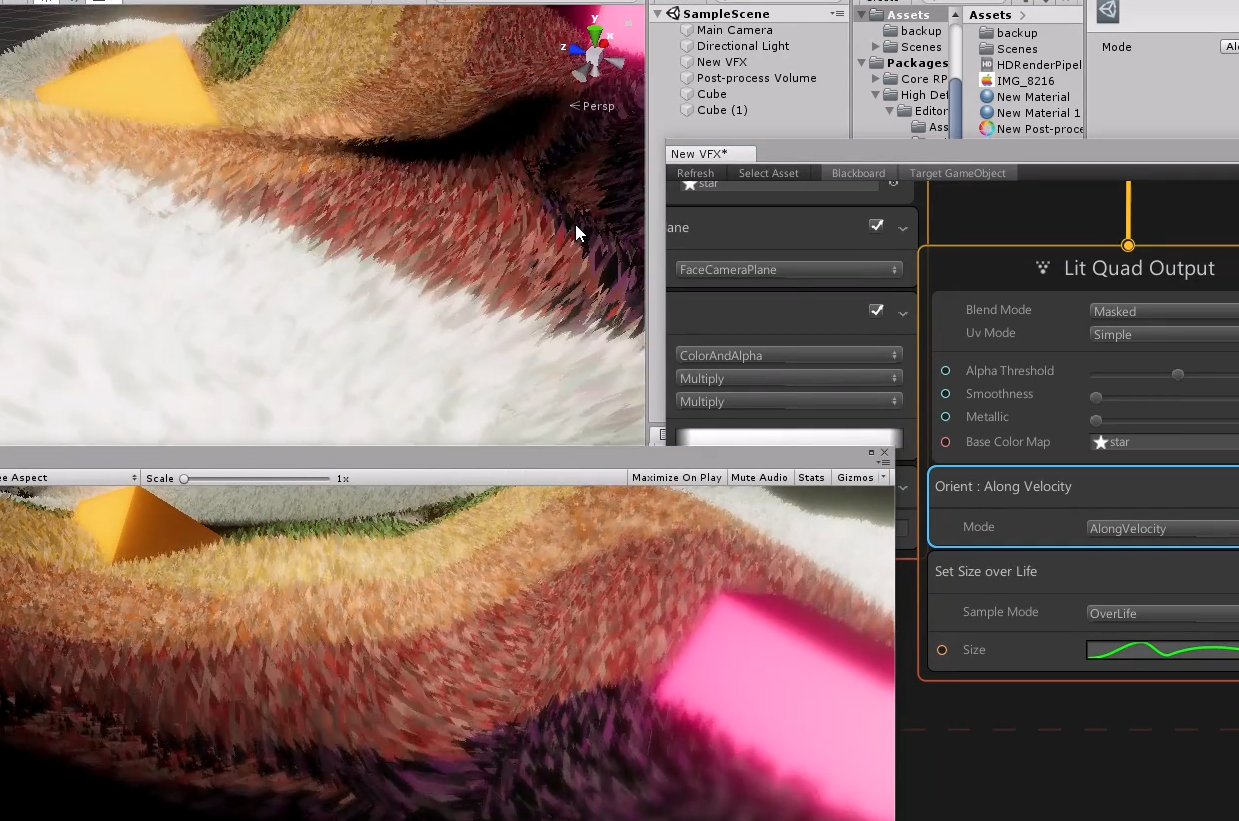 y
x
z
Persp
SampleScene
Main Camera
Directional Light
New VFX
Post-process Volume
Cube
Cube (1)
Assets
backup
Scenes
Packages
Core RP
High Def
Editor
Ass
Assets
backup
Scenes
HDRenderPipel
IMG_8216
New Material
New Material 1
New Post-proce
Mode
New VFX*
Refresh
Select Asset
Blackboard
Target GameObject
star
ane
FaceCameraPlane
ColorAndAlpha
Multiply
Multiply
Lit Quad Output
Blend Mode
Masked
Uv Mode
Simple
Alpha Threshold
Smoothness
Metallic
Base Color Map
star
Orient : Along Velocity
Mode
AlongVelocity
Set Size over Life
Sample Mode
OverLife
Size
ee Aspect
Scale
1x
Maximize On Play
Mute Audio
Stats
Gizmos